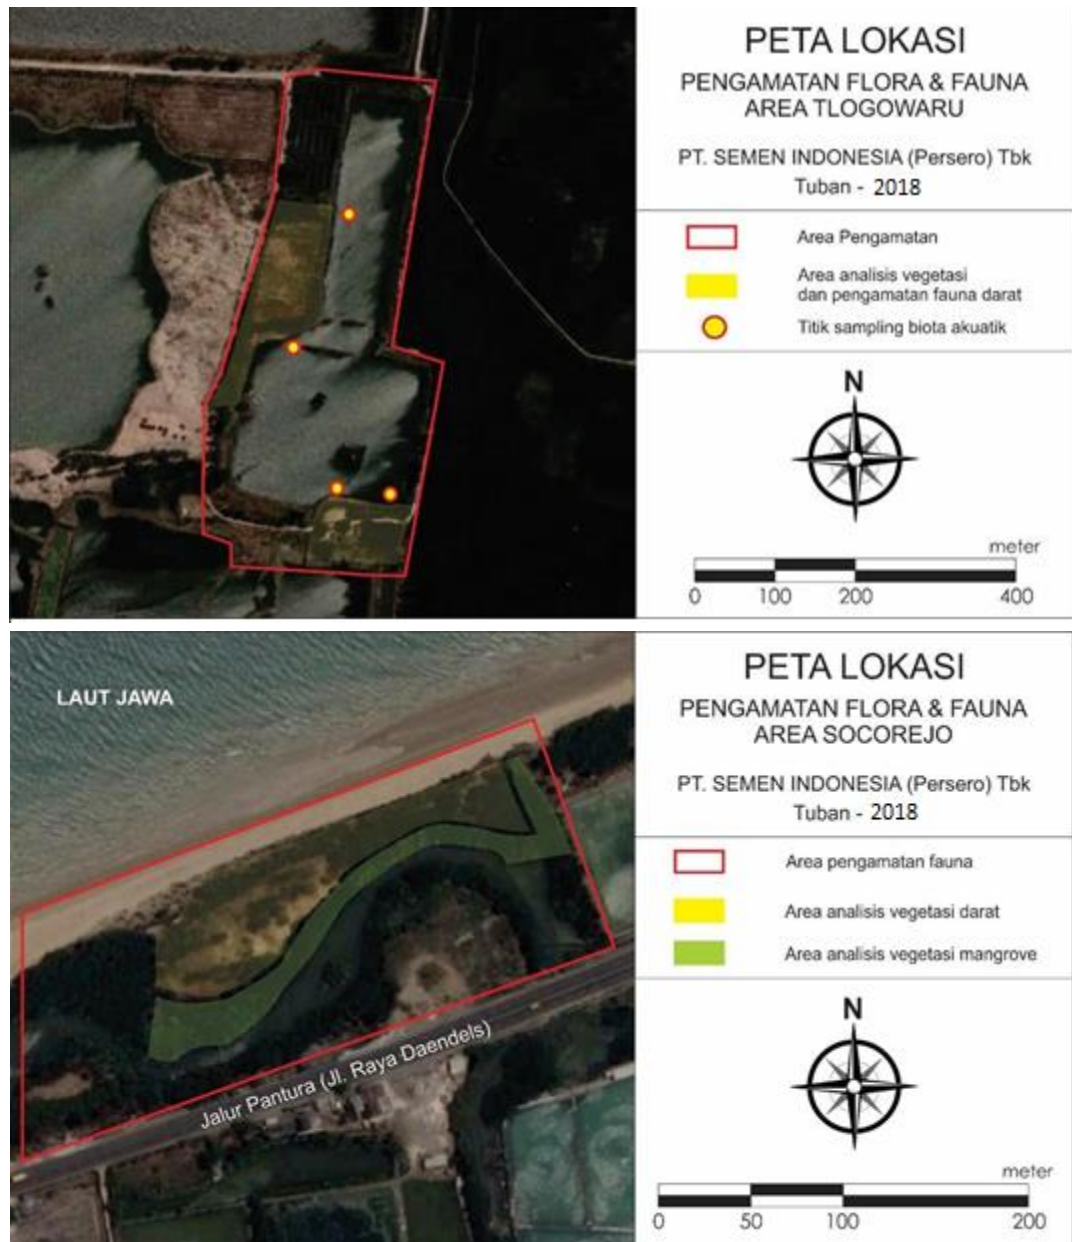 PETA LOKASI
PENGAMATAN FLORA & FAUNA
AREA TLOGOWARU
PT. SEMEN INDONESIA (Persero) Tbk
Tuban - 2018
Area Pengamatan
Area analisis vegetasi
dan pengamatan fauna darat
Titik sampling biota akuatik
N
meter
0 100 200 400
LAUT JAWA
Jalur Pantura (Jl. Raya Daendels)
PETA LOKASI
PENGAMATAN FLORA & FAUNA
AREA SOCOREJO
PT. SEMEN INDONESIA (Persero) Tbk
Tuban - 2018
Area pengamatan fauna
Area analisis vegetasi darat
Area analisis vegetasi mangrove
N
meter
0 50 100 200